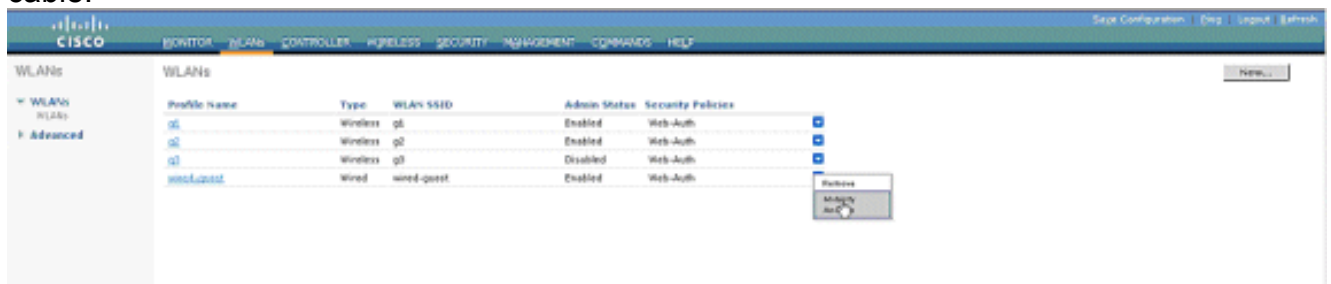 cable.
Save Configuration | Ping | Logout | Refresh
CISCO
MONITOR WLANs CONTROLLER WIRELESS SECURITY MANAGEMENT COMMANDS HELP
WLANs
WLANs
New...
WLANs
WLANs
Advanced
Profile Name Type WLAN SSID Admin Status Security Policies
g1 Wireless g1 Enabled Web-Auth
g2 Wireless g2 Enabled Web-Auth
g3 Wireless g3 Disabled Web-Auth
wired-guest Wired wired-guest Enabled Web-Auth
Remove
Mobility